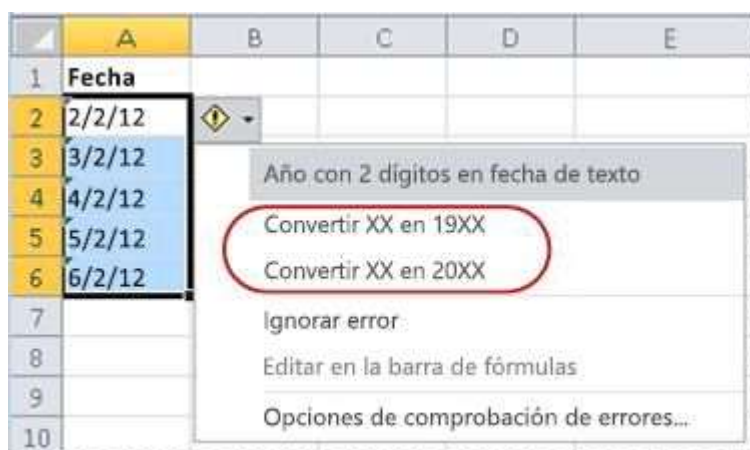 A B C D E
1 Fecha
2 2/2/12
3 3/2/12
Año con 2 dígitos en fecha de texto
4 4/2/12
Convertir XX en 19XX
5 5/2/12
Convertir XX en 20XX
6 6/2/12
7
Ignorar error
8
Editar en la barra de fórmulas
9
Opciones de comprobación de errores...
10